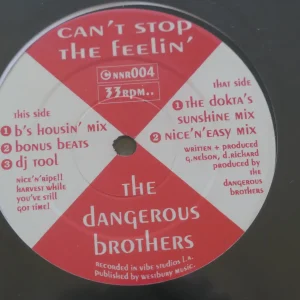 CAN'T STOP
THE FEELIN'
© NNR004
33RPM..
this side
1 B'S HOUSIN' MIX
2 BONUS BEATS
3 DJ TOOL
NICE'N'RIPE!!
HARVEST WHILE
YOU'VE STILL
GOT TIME!
that side
1 THE DOKTA'S
SUNSHINE MIX
2 NICE'N'EASY MIX
WRITTEN + PRODUCED
G.NELSON, D.RICHARD
PRODUCED BY
THE
DANGEROUS
BROTHERS
THE
DANGEROUS
BROTHERS
RECORDED IN VIBE STUDIOS L.A.
PUBLISHED BY WESTBURY MUSIC.